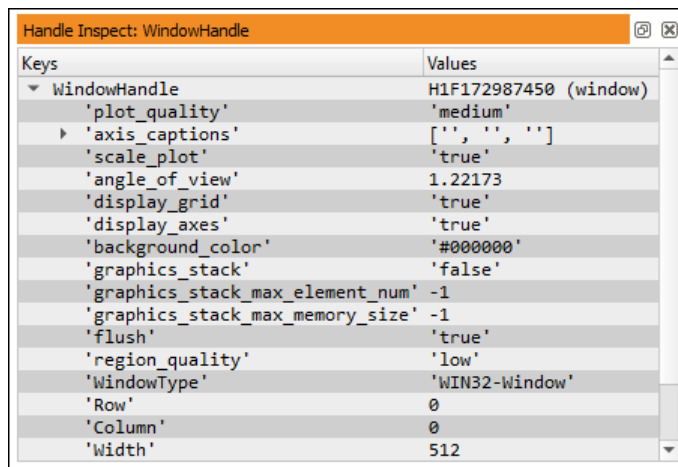 Handle Inspect: WindowHandle
Keys Values
WindowHandle H1F172987450 (window)
'plot_quality' 'medium'
'axis_captions' ['', '', '']
'scale_plot' 'true'
'angle_of_view' 1.22173
'display_grid' 'true'
'display_axes' 'true'
'background_color' '#000000'
'graphics_stack' 'false'
'graphics_stack_max_element_num' -1
'graphics_stack_max_memory_size' -1
'flush' 'true'
'region_quality' 'low'
'WindowType' 'WIN32-Window'
'Row' 0
'Column' 0
'Width' 512